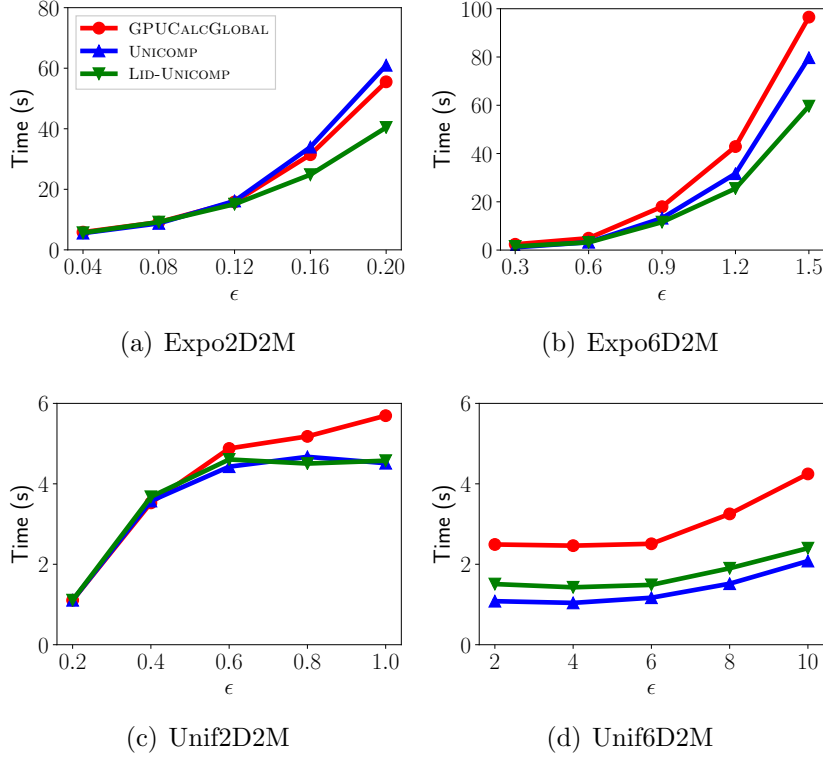 80
60
40
20
0
Time (s)
GPUCALCGLOBAL
UNICOMP
LID-UNICOMP
0.04 0.08 0.12 0.16 0.20
ϵ
(a) Expo2D2M
100
80
60
40
20
0
Time (s)
0.3 0.6 0.9 1.2 1.5
ϵ
(b) Expo6D2M
6
4
2
0
Time (s)
0.2 0.4 0.6 0.8 1.0
ϵ
(c) Unif2D2M
6
4
2
0
Time (s)
2 4 6 8 10
ϵ
(d) Unif6D2M